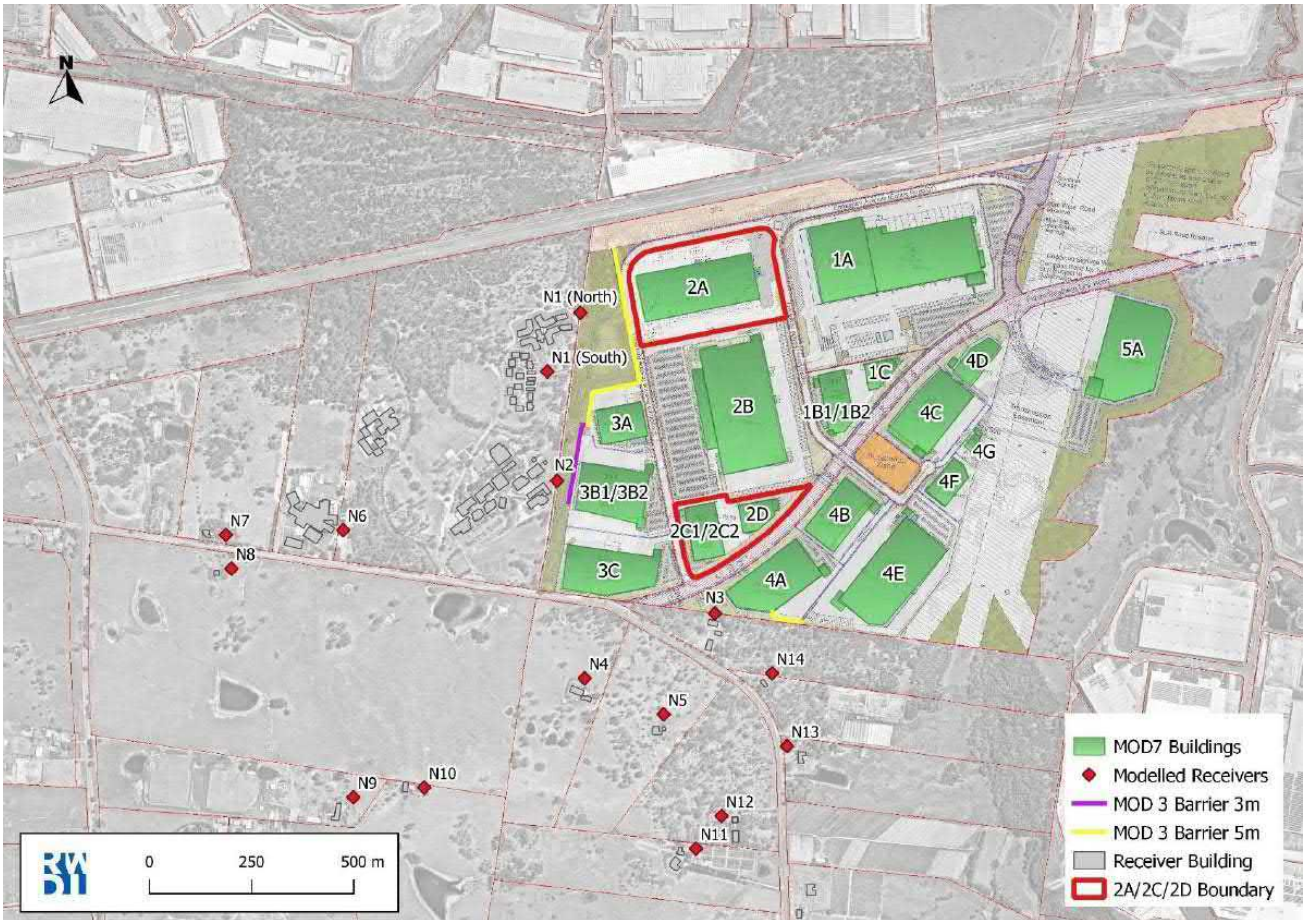 N
N1 (North)
N1 (South)
2A
1A
5A
4D
1C
4C
2B
1B1/1B2
3A
4G
4F
N2
3B1/3B2
2D
2C1/2C2
4B
N7
N6
N8
3C
4A
4E
N3
N4
N14
N5
N13
N9
N10
N12
N11
MOD7 Buildings
Modelled Receivers
MOD 3 Barrier 3m
MOD 3 Barrier 5m
Receiver Building
2A/2C/2D Boundary
RWDI
0 250 500 m